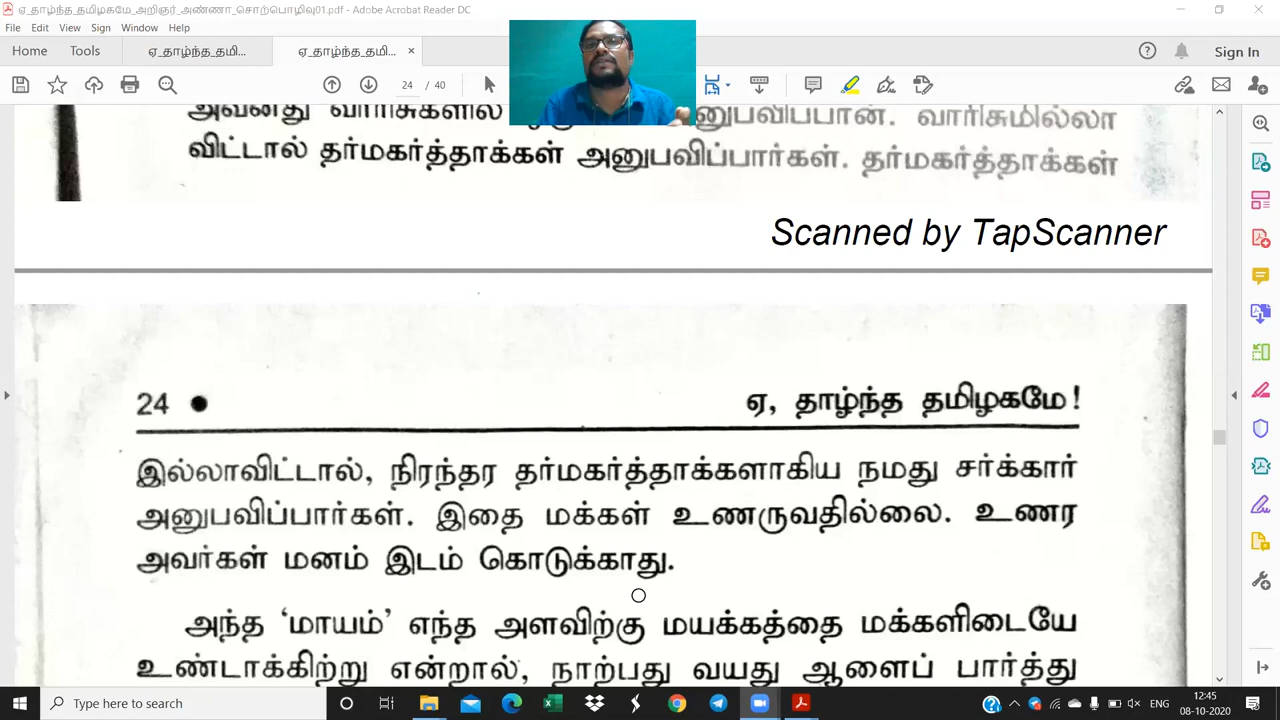 ஏ_தாழ்ந்த_தமிழகமே_அறிஞர்_அண்ணா_சொற்பொழிவு01.pdf - Adobe Acrobat Reader DC
File Edit View Sign Window Help
Home Tools ஏ_தாழ்ந்த_தமி... ஏ_தாழ்ந்த_தமி... × Sign In
24 / 40
அவனது வாரிசுகளில் னுபவிப்பான். வாரிசுமில்லா
விட்டால் தர்மகர்த்தாக்கள் அனுபவிப்பார்கள். தர்மகர்த்தாக்கள்
Scanned by TapScanner
24 ● ஏ, தாழ்ந்த தமிழகமே!
இல்லாவிட்டால், நிரந்தர தர்மகர்த்தாக்களாகிய நமது சர்க்கார்
அனுபவிப்பார்கள். இதை மக்கள் உணருவதில்லை. உணர
அவர்கள் மனம் இடம் கொடுக்காது.
அந்த ‘மாயம்’ எந்த அளவிற்கு மயக்கத்தை மக்களிடையே
உண்டாக்கிற்று என்றால், நாற்பது வயது ஆளைப் பார்த்து
Type here to search
ENG
12:45
08-10-2020